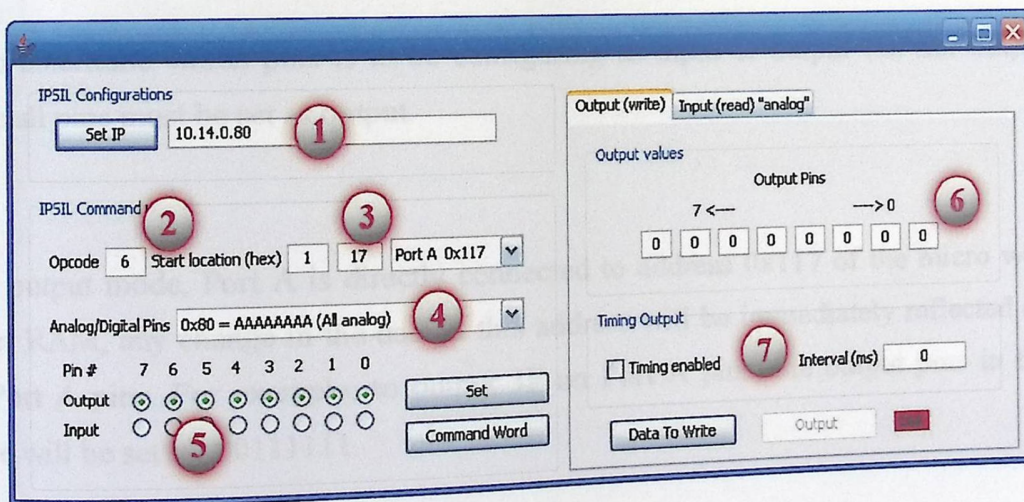 IPSIL Configurations
Set IP 10.14.0.80 1
IPSIL Command 2 3
Opcode 6 Start location (hex) 1 17 Port A 0x117
Analog/Digital Pins 0x80 = AAAAAAAA (All analog) 4
Pin # 7 6 5 4 3 2 1 0
Output Set
Input 5 Command Word
Output (write) Input (read) "analog"
Output values
Output Pins
7 <--- --->0 6
0 0 0 0 0 0 0 0
Timing Output
Timing enabled 7 Interval (ms) 0
Data To Write Output